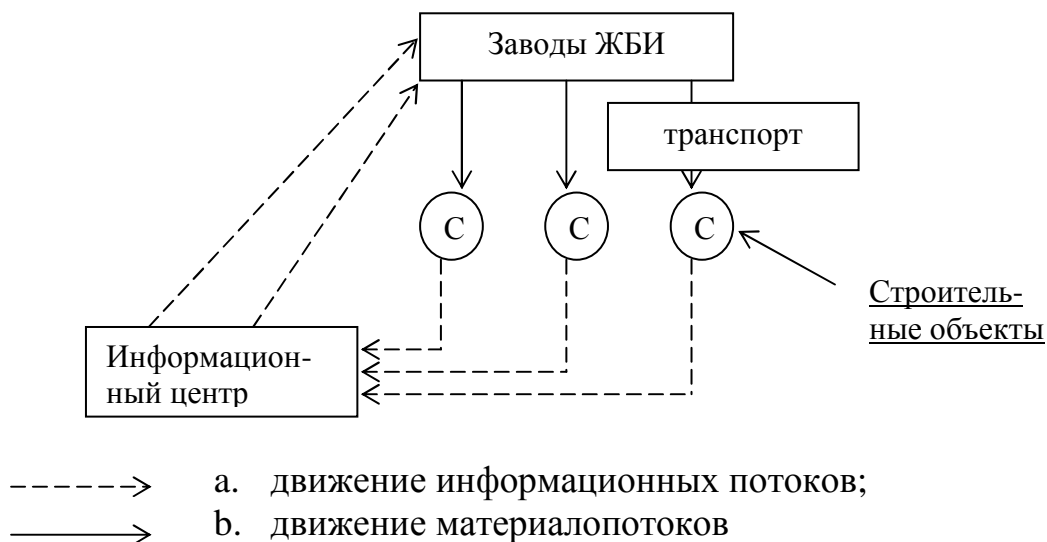 Заводы ЖБИ
транспорт
С С С
Строитель-
ные объекты
Информацион-
ный центр
a. движение информационных потоков;
b. движение материалопотоков